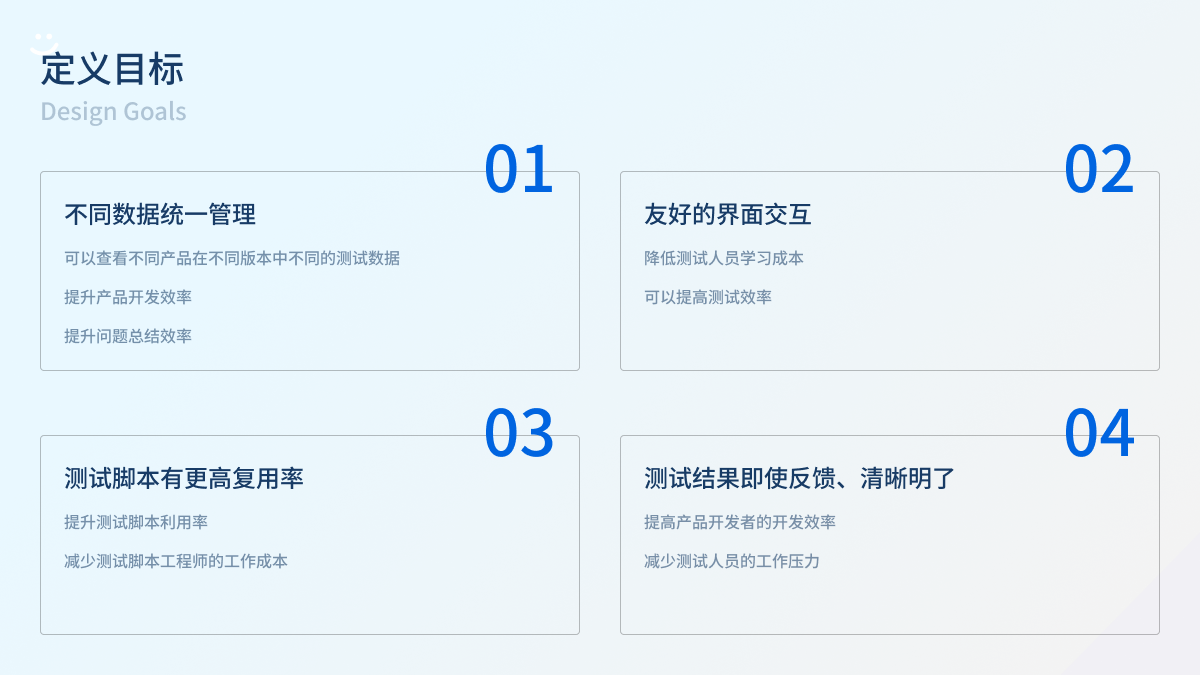 定义目标
Design Goals
01
不同数据统一管理
可以查看不同产品在不同版本中不同的测试数据
提升产品开发效率
提升问题总结效率
02
友好的界面交互
降低测试人员学习成本
可以提高测试效率
03
测试脚本有更高复用率
提升测试脚本利用率
减少测试脚本工程师的工作成本
04
测试结果即使反馈、清晰明了
提高产品开发者的开发效率
减少测试人员的工作压力